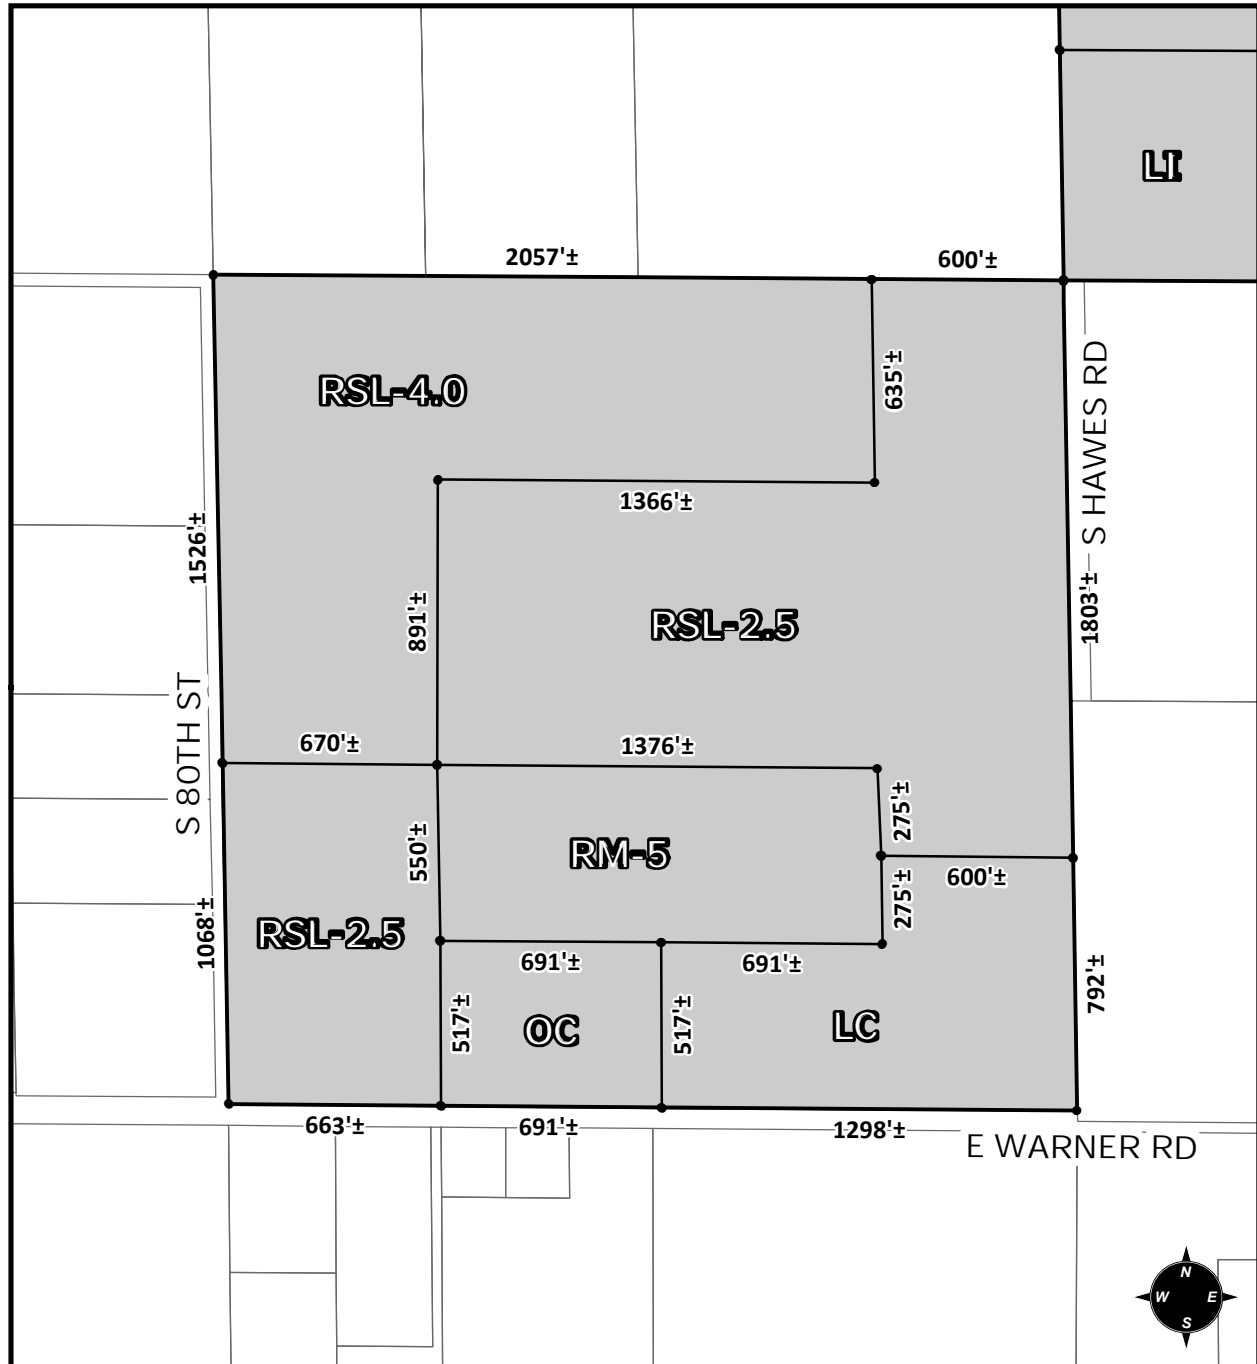 LI
2057'±
600'±
635'±
RSL-4.0
S HAWES RD
1366'±
1526'±
891'±
RSL-2.5
1803'±
S 80TH ST
670'±
1376'±
275'±
RM-5
550'±
600'±
275'±
RSL-2.5
1068'±
691'±
691'±
792'±
517'±
OC
517'±
LC
663'±
691'±
1298'±
E WARNER RD
N
W E
S